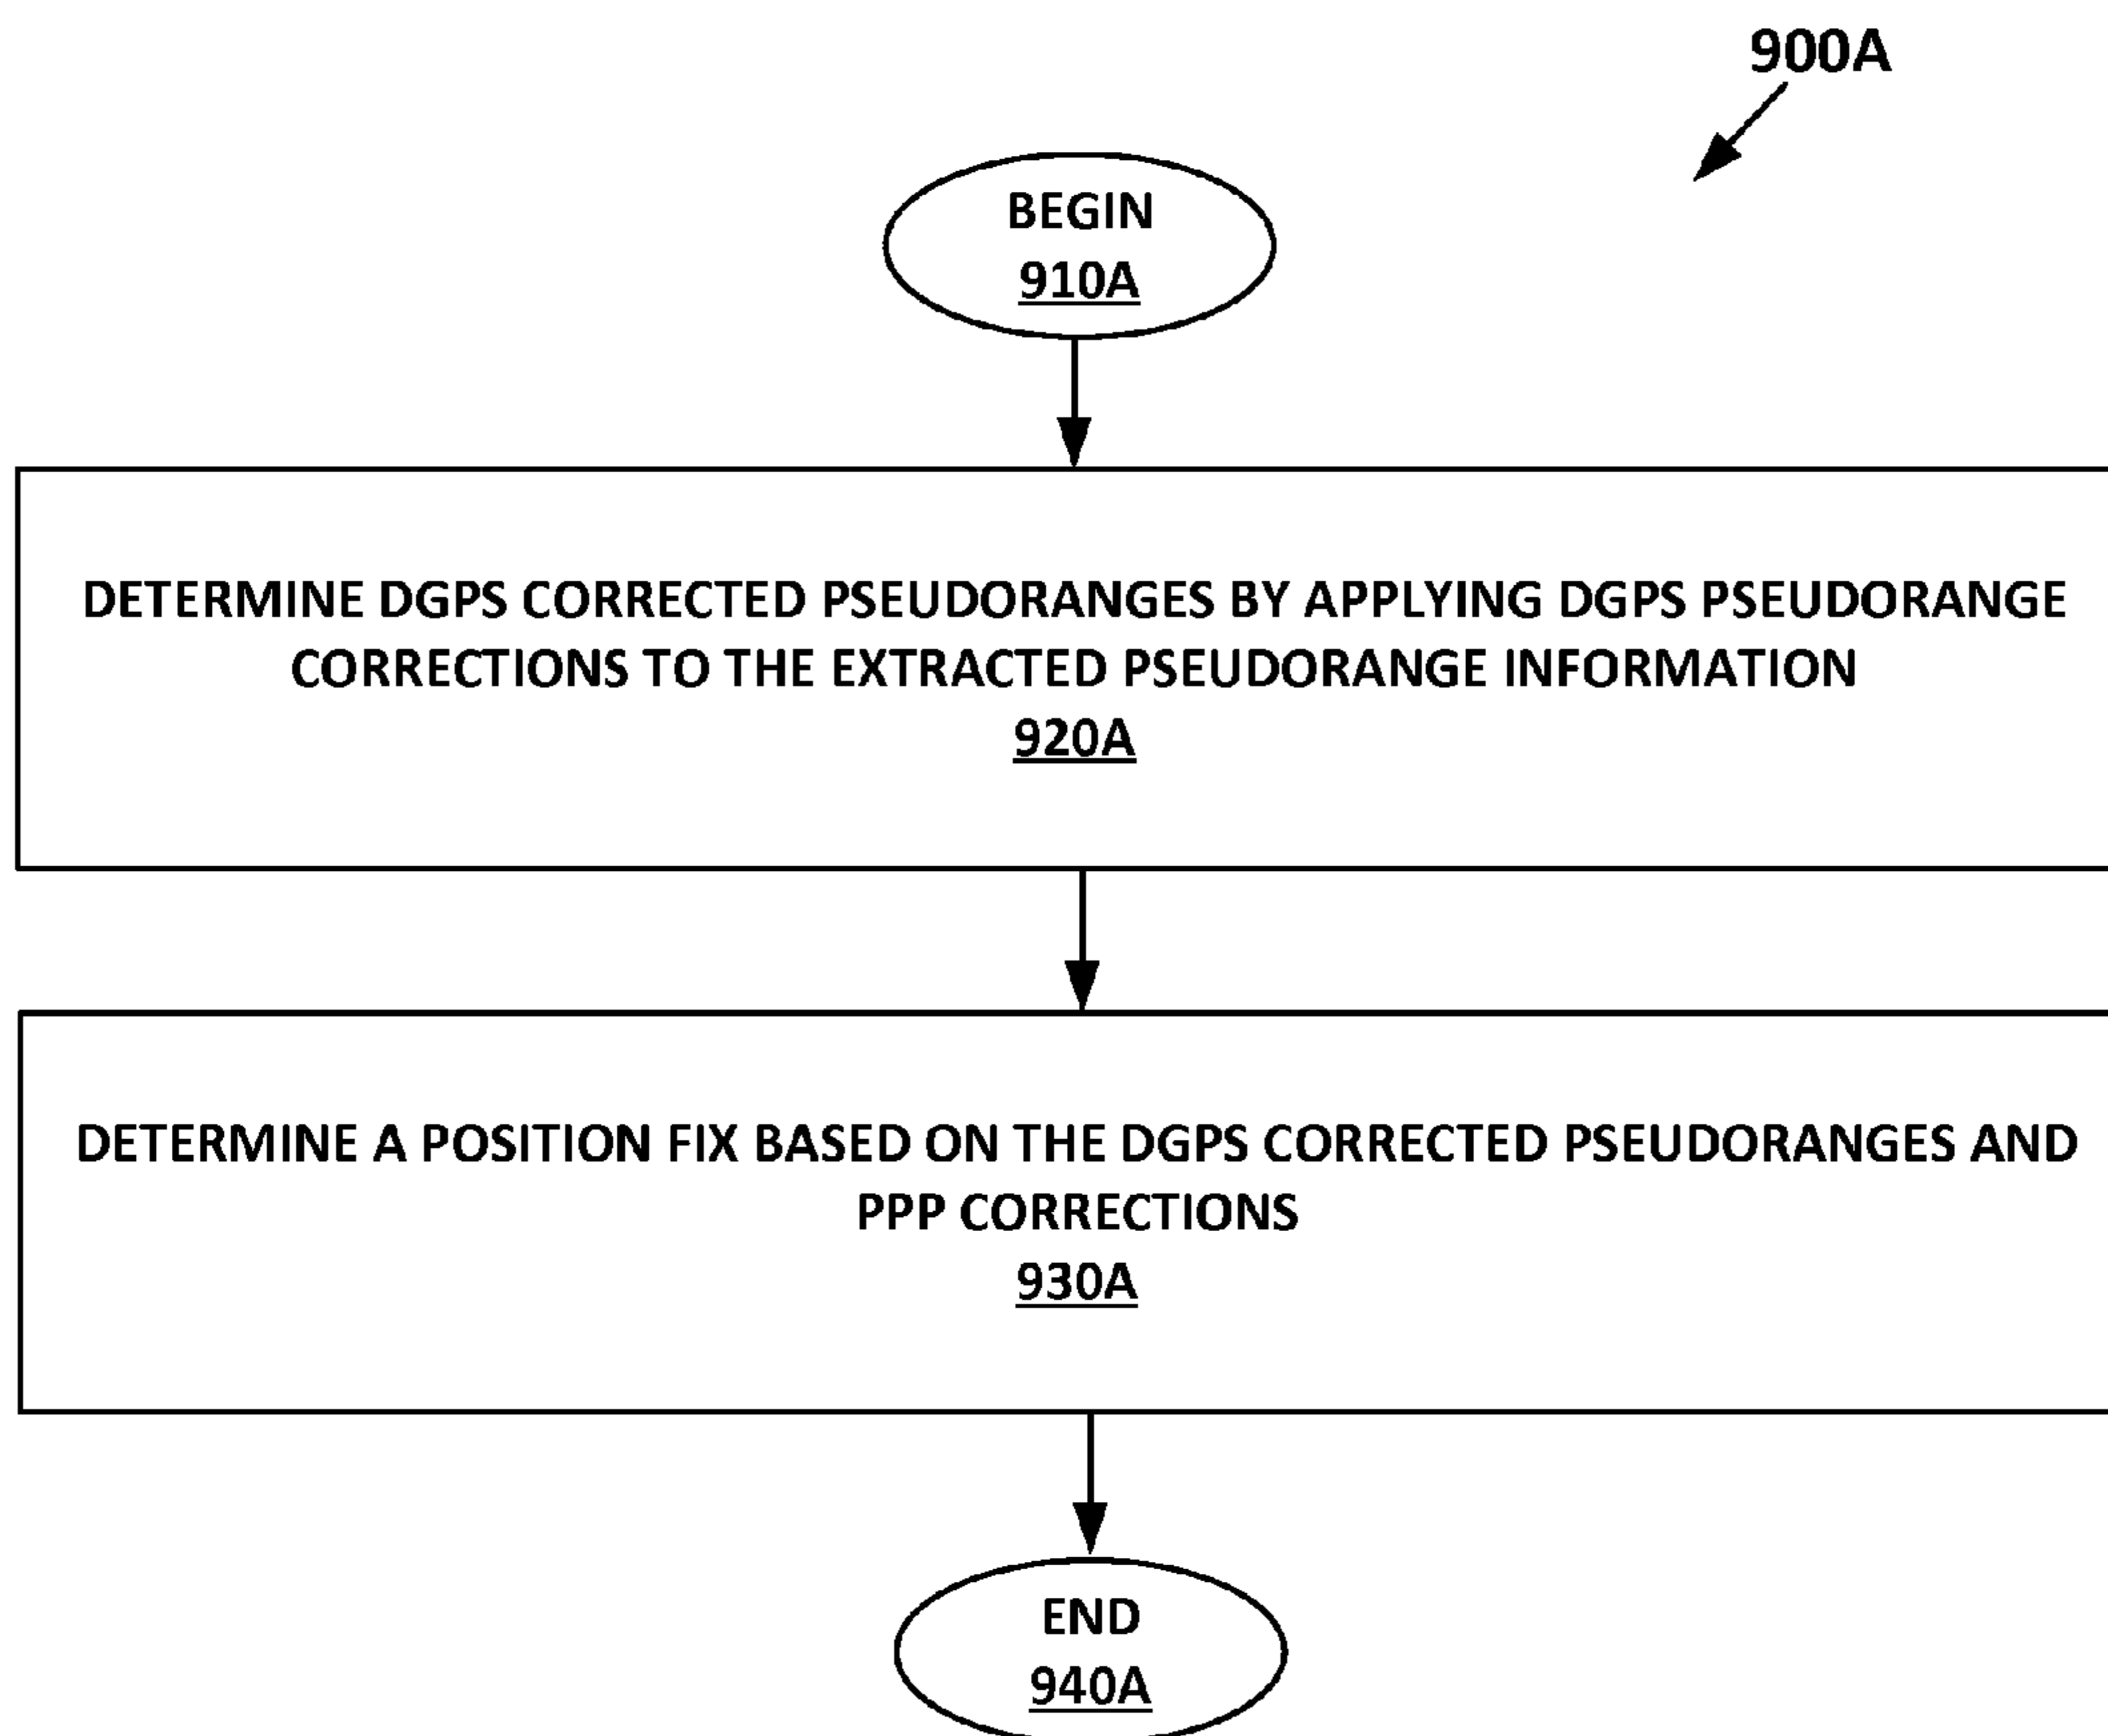 900A
BEGIN
910A
DETERMINE DGPS CORRECTED PSEUDORANGES BY APPLYING DGPS PSEUDORANGE
CORRECTIONS TO THE EXTRACTED PSEUDORANGE INFORMATION
920A
DETERMINE A POSITION FIX BASED ON THE DGPS CORRECTED PSEUDORANGES AND
PPP CORRECTIONS
930A
END
940A